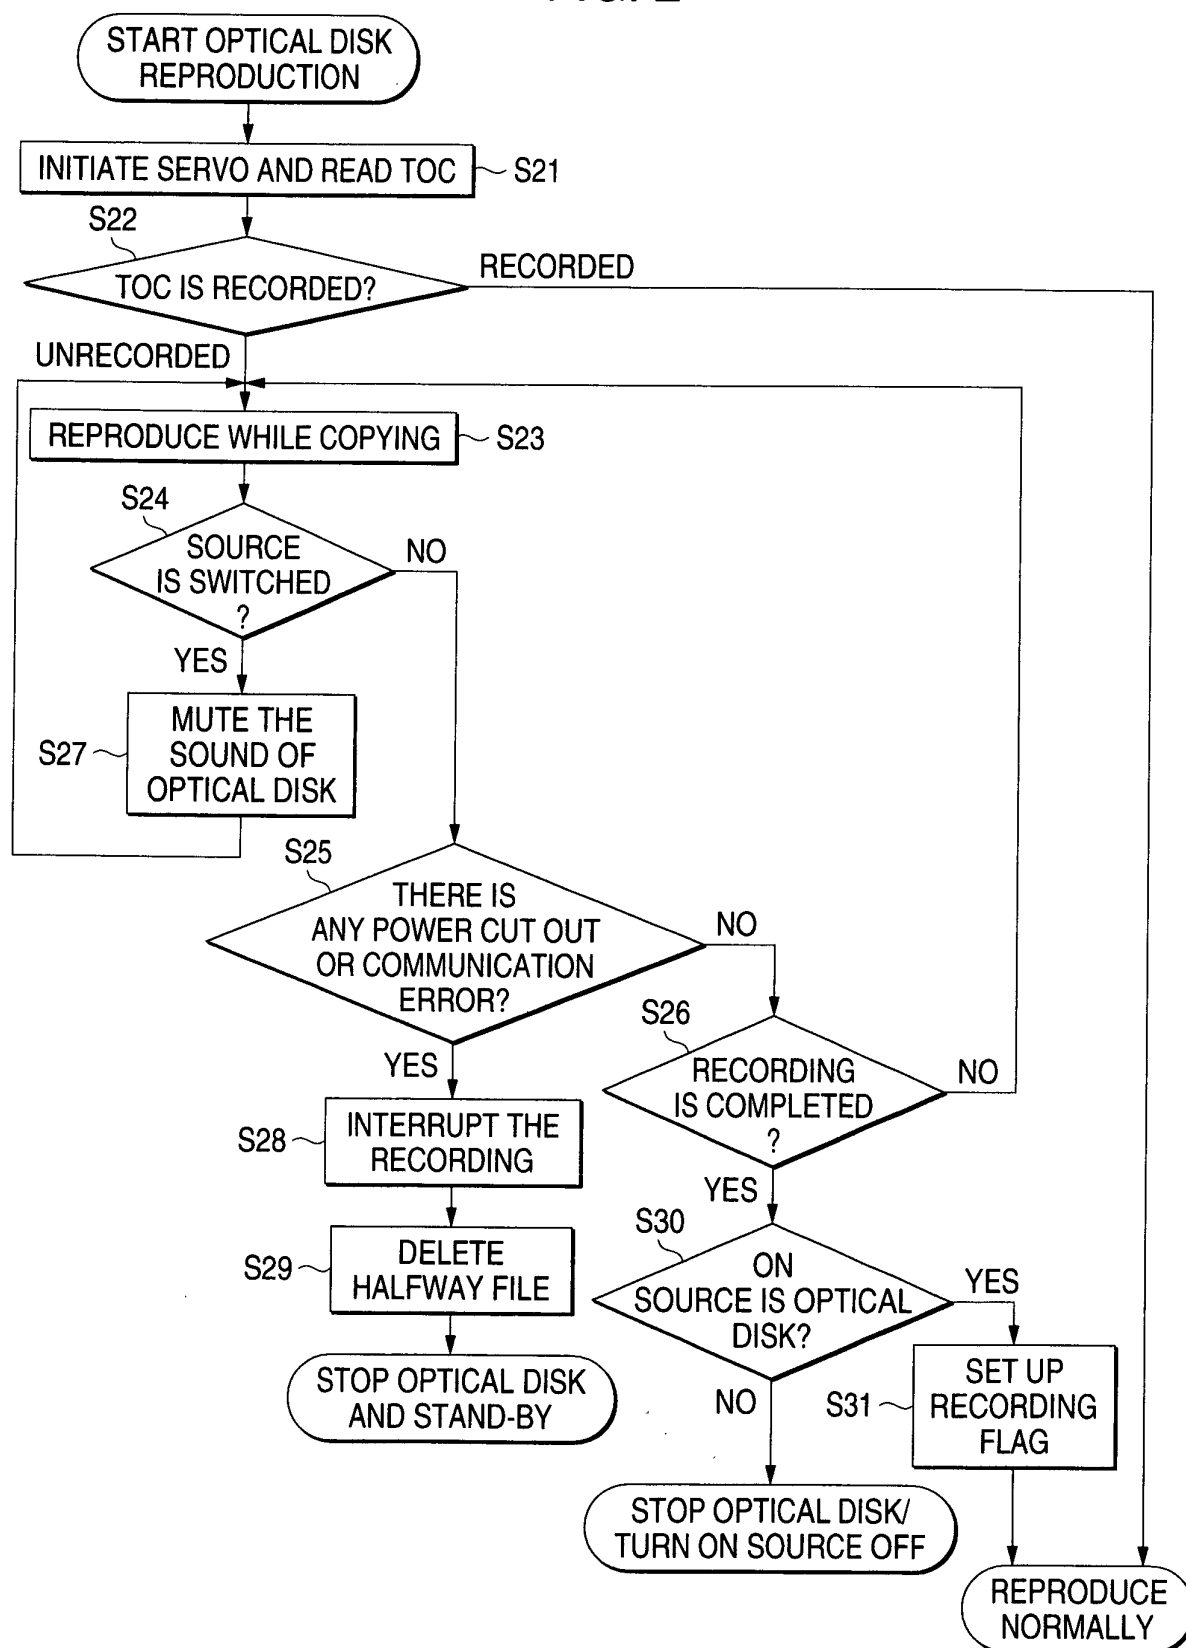 START OPTICAL DISK
REPRODUCTION
INITIATE SERVO AND READ TOC
S21
S22
TOC IS RECORDED?
RECORDED
UNRECORDED
REPRODUCE WHILE COPYING
S23
S24
SOURCE
IS SWITCHED
?
NO
YES
S27
MUTE THE
SOUND OF
OPTICAL DISK
S25
THERE IS
ANY POWER CUT OUT
OR COMMUNICATION
ERROR?
NO
YES
S26
RECORDING
IS COMPLETED
?
NO
YES
S28
INTERRUPT THE
RECORDING
S29
DELETE
HALFWAY FILE
STOP OPTICAL DISK
AND STAND-BY
S30
ON
SOURCE IS OPTICAL
DISK?
YES
NO
S31
SET UP
RECORDING
FLAG
STOP OPTICAL DISK/
TURN ON SOURCE OFF
REPRODUCE
NORMALLY